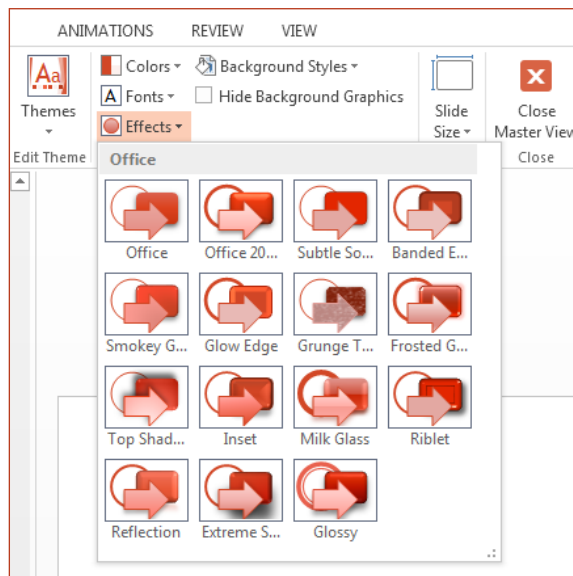 ANIMATIONS REVIEW VIEW
Aa Colors Background Styles
Themes A Fonts Hide Background Graphics Slide Size Close Master View
Effects
Edit Theme Close
Office
Office Office 20... Subtle So... Banded E...
Smokey G... Glow Edge Grunge T... Frosted G...
Top Shad... Inset Milk Glass Riblet
Reflection Extreme S... Glossy